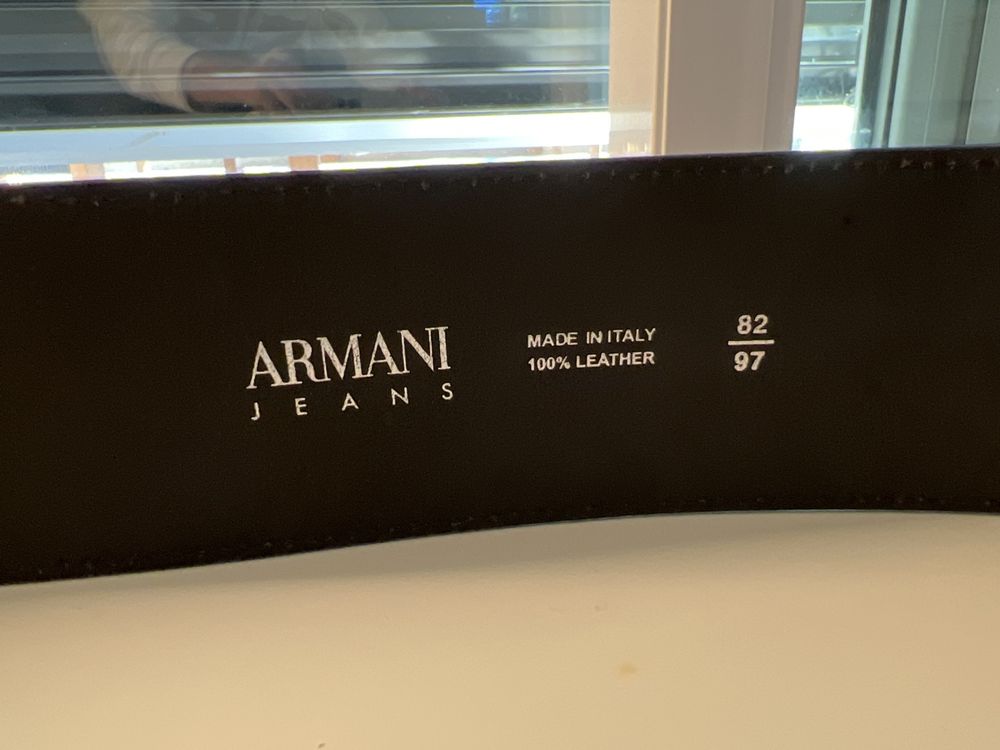 ARMANI
JEANS
MADE IN ITALY
100% LEATHER
82
97